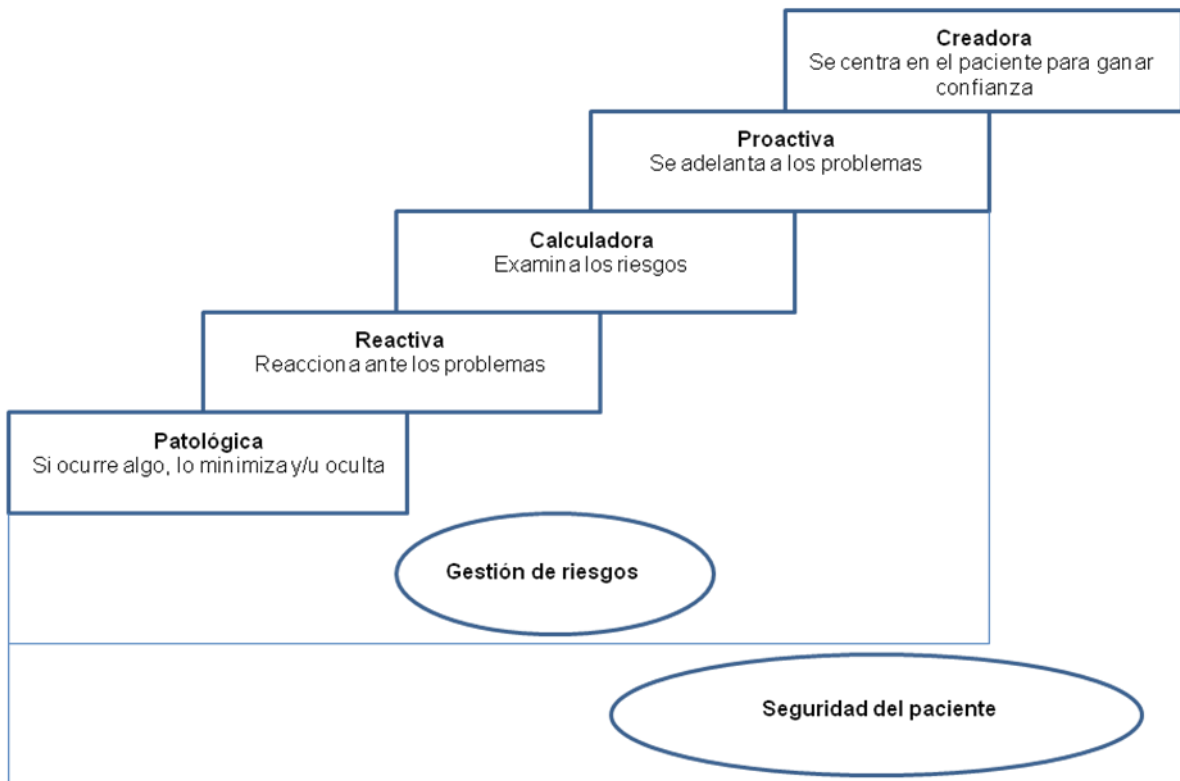 Creadora
Se centra en el paciente para ganar
confianza
Proactiva
Se adelanta a los problemas
Calculadora
Examina los riesgos
Reactiva
Reacciona ante los problemas
Patológica
Si ocurre algo, lo minimiza y/u oculta
Gestión de riesgos
Seguridad del paciente